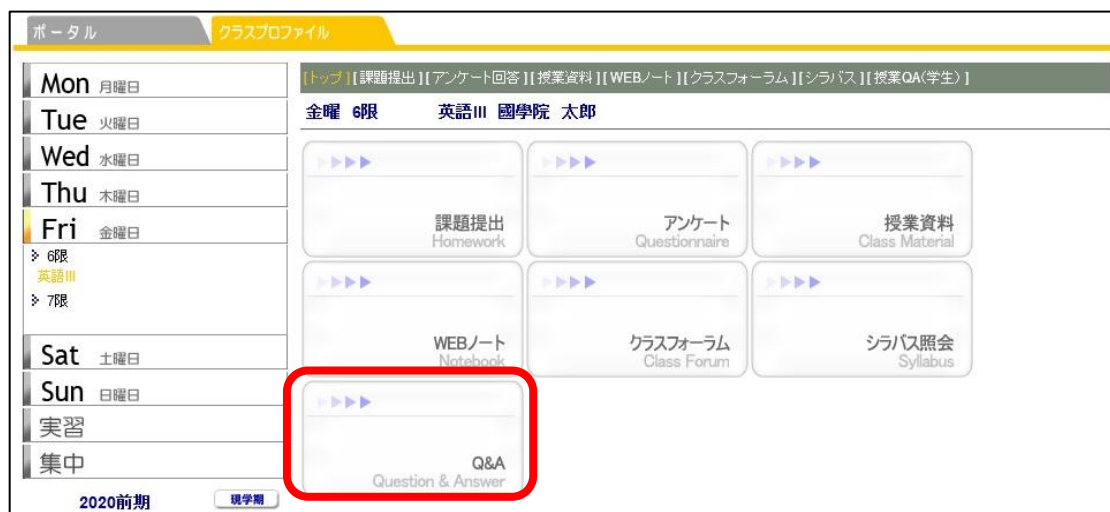 ポータル
クラスプロファイル
Mon 月曜日
Tue 火曜日
Wed 水曜日
Thu 木曜日
Fri 金曜日
6限
英語III
7限
Sat 土曜日
Sun 日曜日
実習
集中
2020前期 現学期
[トップ][課題提出][アンケート回答][授業資料][WEBノート][クラスフォーラム][シラバス][授業QA(学生)]
金曜 6限 英語III 國學院 太郎
課題提出
Homework
アンケート
Questionnaire
授業資料
Class Material
WEBノート
Notebook
クラスフォーラム
Class Forum
シラバス照会
Syllabus
Q&A
Question & Answer